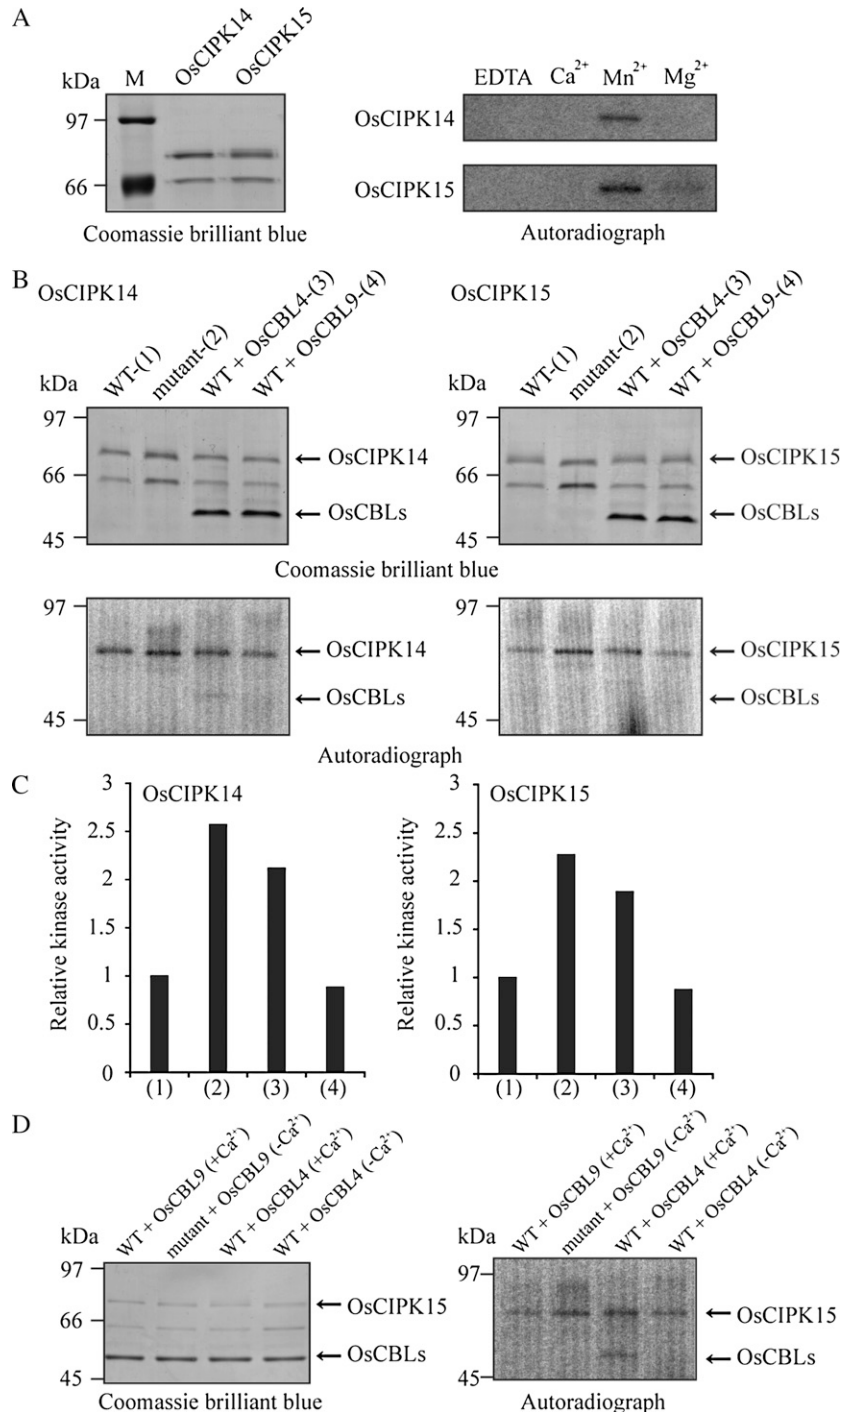 A
kDa M OsCIPK14 OsCIPK15
97
66
Coomassie brilliant blue
EDTA Ca²⁺ Mn²⁺ Mg²⁺
OsCIPK14
OsCIPK15
Autoradiograph
B
OsCIPK14
kDa WT-(1) mutant-(2) WT + OsCBL4-(3) WT + OsCBL9-(4)
97
66
45
OsCIPK14
OsCBLs
OsCIPK15
kDa WT-(1) mutant-(2) WT + OsCBL4-(3) WT + OsCBL9-(4)
97
66
45
OsCIPK15
OsCBLs
Coomassie brilliant blue
97
45
OsCIPK14
OsCBLs
97
45
OsCIPK15
OsCBLs
Autoradiograph
C
OsCIPK14
Relative kinase activity
3
2.5
2
1.5
1
0.5
0
(1) (2) (3) (4)
OsCIPK15
Relative kinase activity
3
2.5
2
1.5
1
0.5
0
(1) (2) (3) (4)
D
kDa WT + OsCBL9 (+Ca²⁺) mutant + OsCBL9 (-Ca²⁺) WT + OsCBL4 (+Ca²⁺) WT + OsCBL4 (-Ca²⁺)
97
66
45
OsCIPK15
OsCBLs
Coomassie brilliant blue
kDa WT + OsCBL9 (+Ca²⁺) mutant + OsCBL9 (-Ca²⁺) WT + OsCBL4 (+Ca²⁺) WT + OsCBL4 (-Ca²⁺)
97
45
OsCIPK15
OsCBLs
Autoradiograph